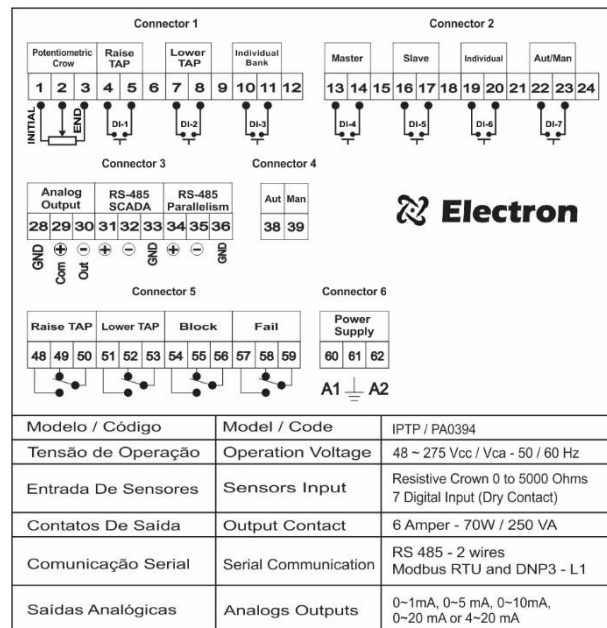 Connector 1
Connector 2
Potentiometric Crow
Raise TAP
Lower TAP
Individual Bank
Master
Slave
Individual
Aut/Man
1 2 3 4 5 6 7 8 9 10 11 12
13 14 15 16 17 18 19 20 21 22 23 24
INITIAL
END
DI-1
DI-2
DI-3
DI-4
DI-5
DI-6
DI-7
Connector 3
Connector 4
Analog Output
RS-485 SCADA
RS-485 Parallelism
28 29 30 31 32 33 34 35 36
GND
+
Com
-
Out
+
-
GND
+
-
GND
Aut Man
38 39
Electron
Connector 5
Connector 6
Raise TAP
Lower TAP
Block
Fail
48 49 50 51 52 53 54 55 56 57 58 59
Power Supply
60 61 62
A1 A2
Modelo / Código Model / Code IPTP / PA0394
Tensão de Operação Operation Voltage 48 ~ 275 Vcc / Vca - 50 / 60 Hz
Entrada De Sensores Sensors Input Resistive Crown 0 to 5000 Ohms
7 Digital Input (Dry Contact)
Contatos De Saída Output Contact 6 Amper - 70W / 250 VA
Comunicação Serial Serial Communication RS 485 - 2 wires
Modbus RTU and DNP3 - L1
Saídas Analógicas Analogs Outputs 0~1mA, 0~5 mA, 0~10mA,
0~20 mA or 4~20 mA